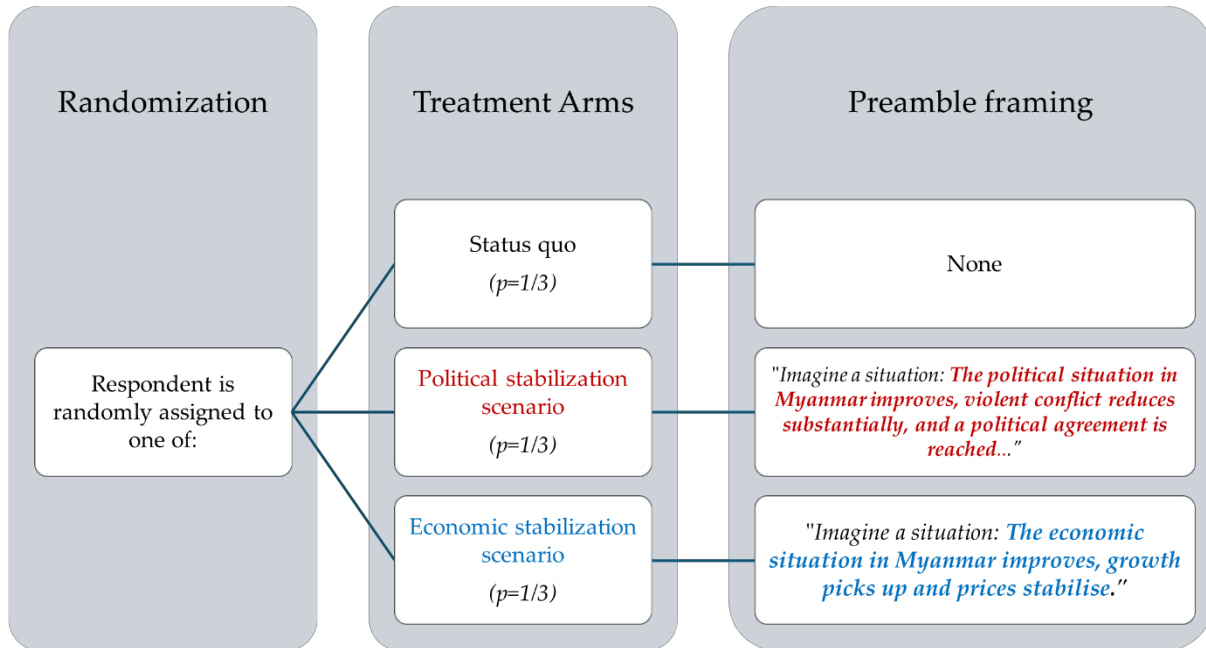 Randomization
Treatment Arms
Preamble framing
Respondent is
randomly assigned to
one of:
Status quo
(p=1/3)
None
Political stabilization
scenario
(p=1/3)
"Imagine a situation: The political situation in
Myanmar improves, violent conflict reduces
substantially, and a political agreement is
reached..."
Economic stabilization
scenario
(p=1/3)
"Imagine a situation: The economic
situation in Myanmar improves, growth
picks up and prices stabilise."